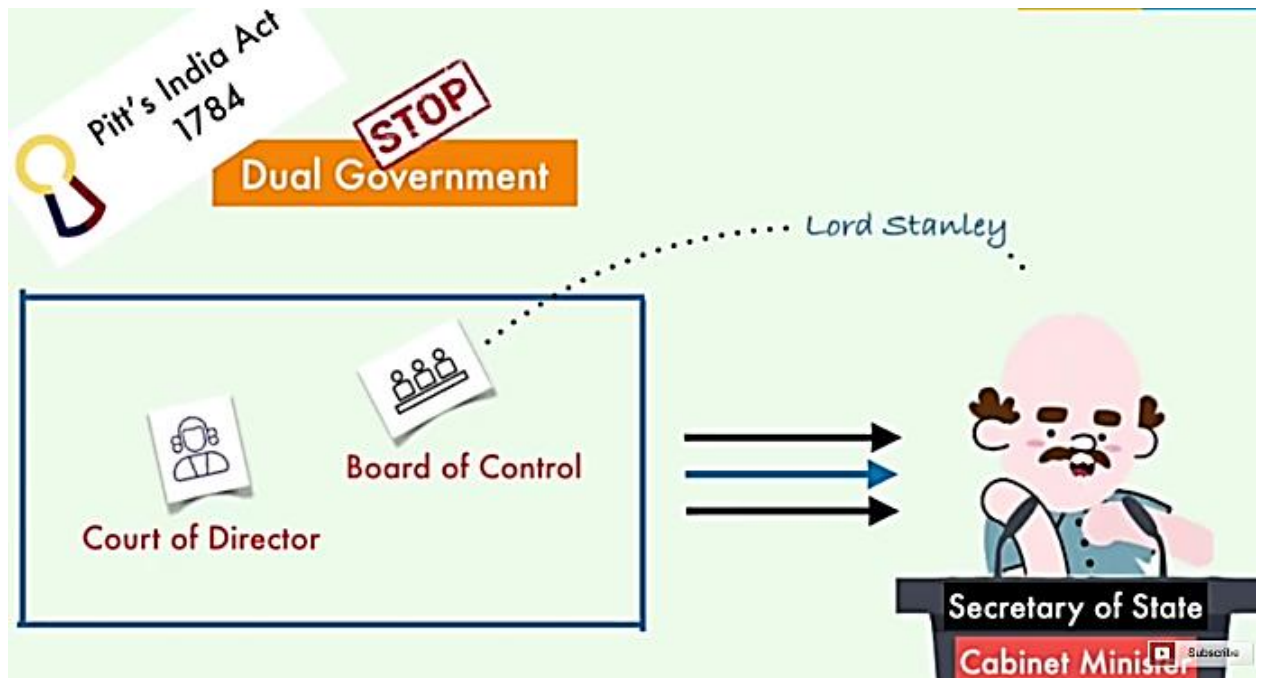 Pitt's India Act
1784
STOP
Dual Government
Lord Stanley
Board of Control
Court of Director
Secretary of State
Cabinet Minister
Subscribe